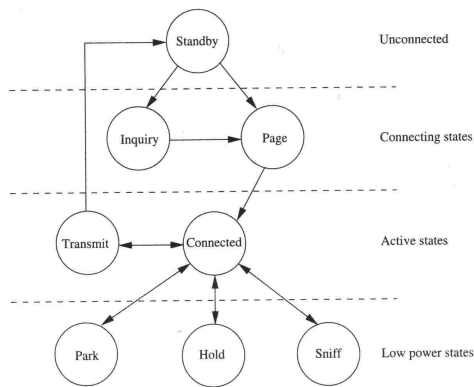 Standby
Unconnected
Inquiry
Page
Connecting states
Transmit
Connected
Active states
Park
Hold
Sniff
Low power states